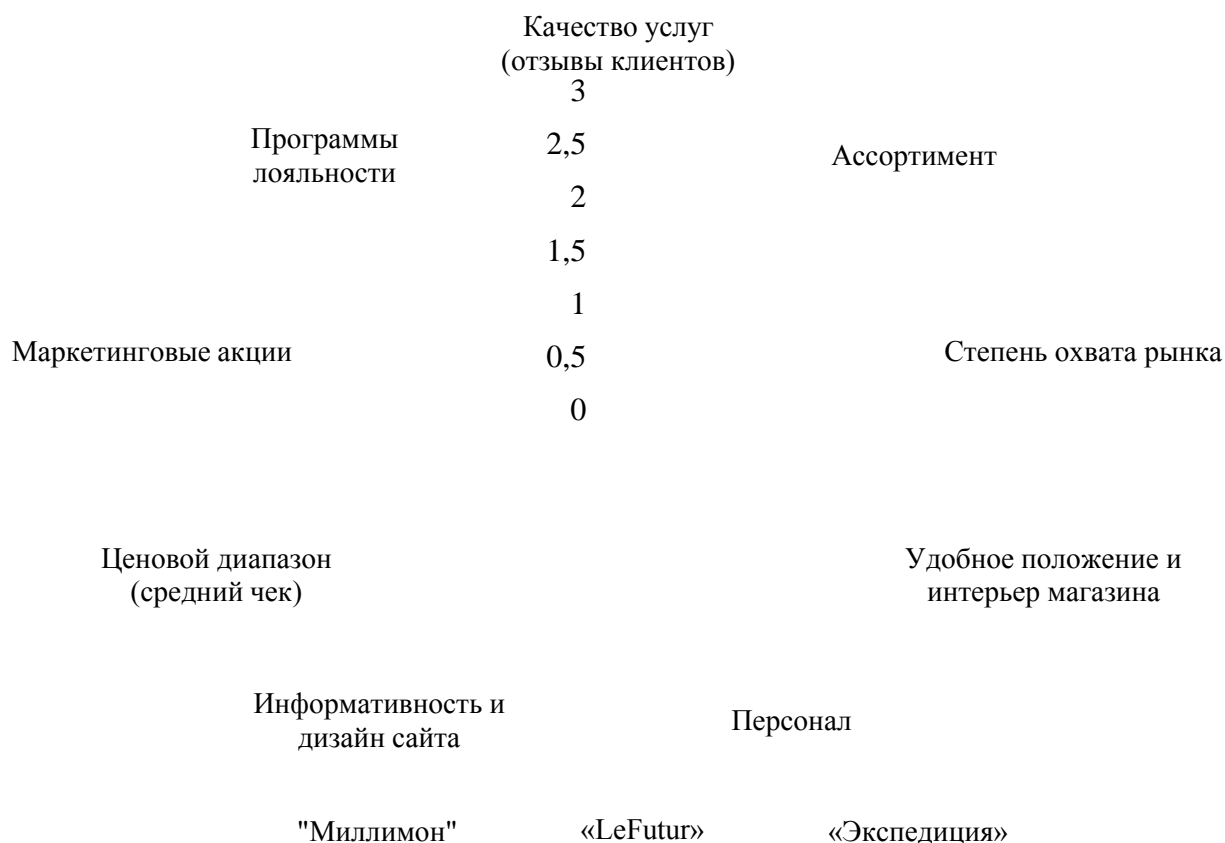 Качество услуг
(отзывы клиентов)
3
Программы
лояльности
2,5
Ассортимент
2
1,5
1
Маркетинговые акции
0,5
Степень охвата рынка
0
Ценовой диапазон
(средний чек)
Удобное положение и
интерьер магазина
Информативность и
дизайн сайта
Персонал
"Миллимон" «LeFutur» «Экспедиция»